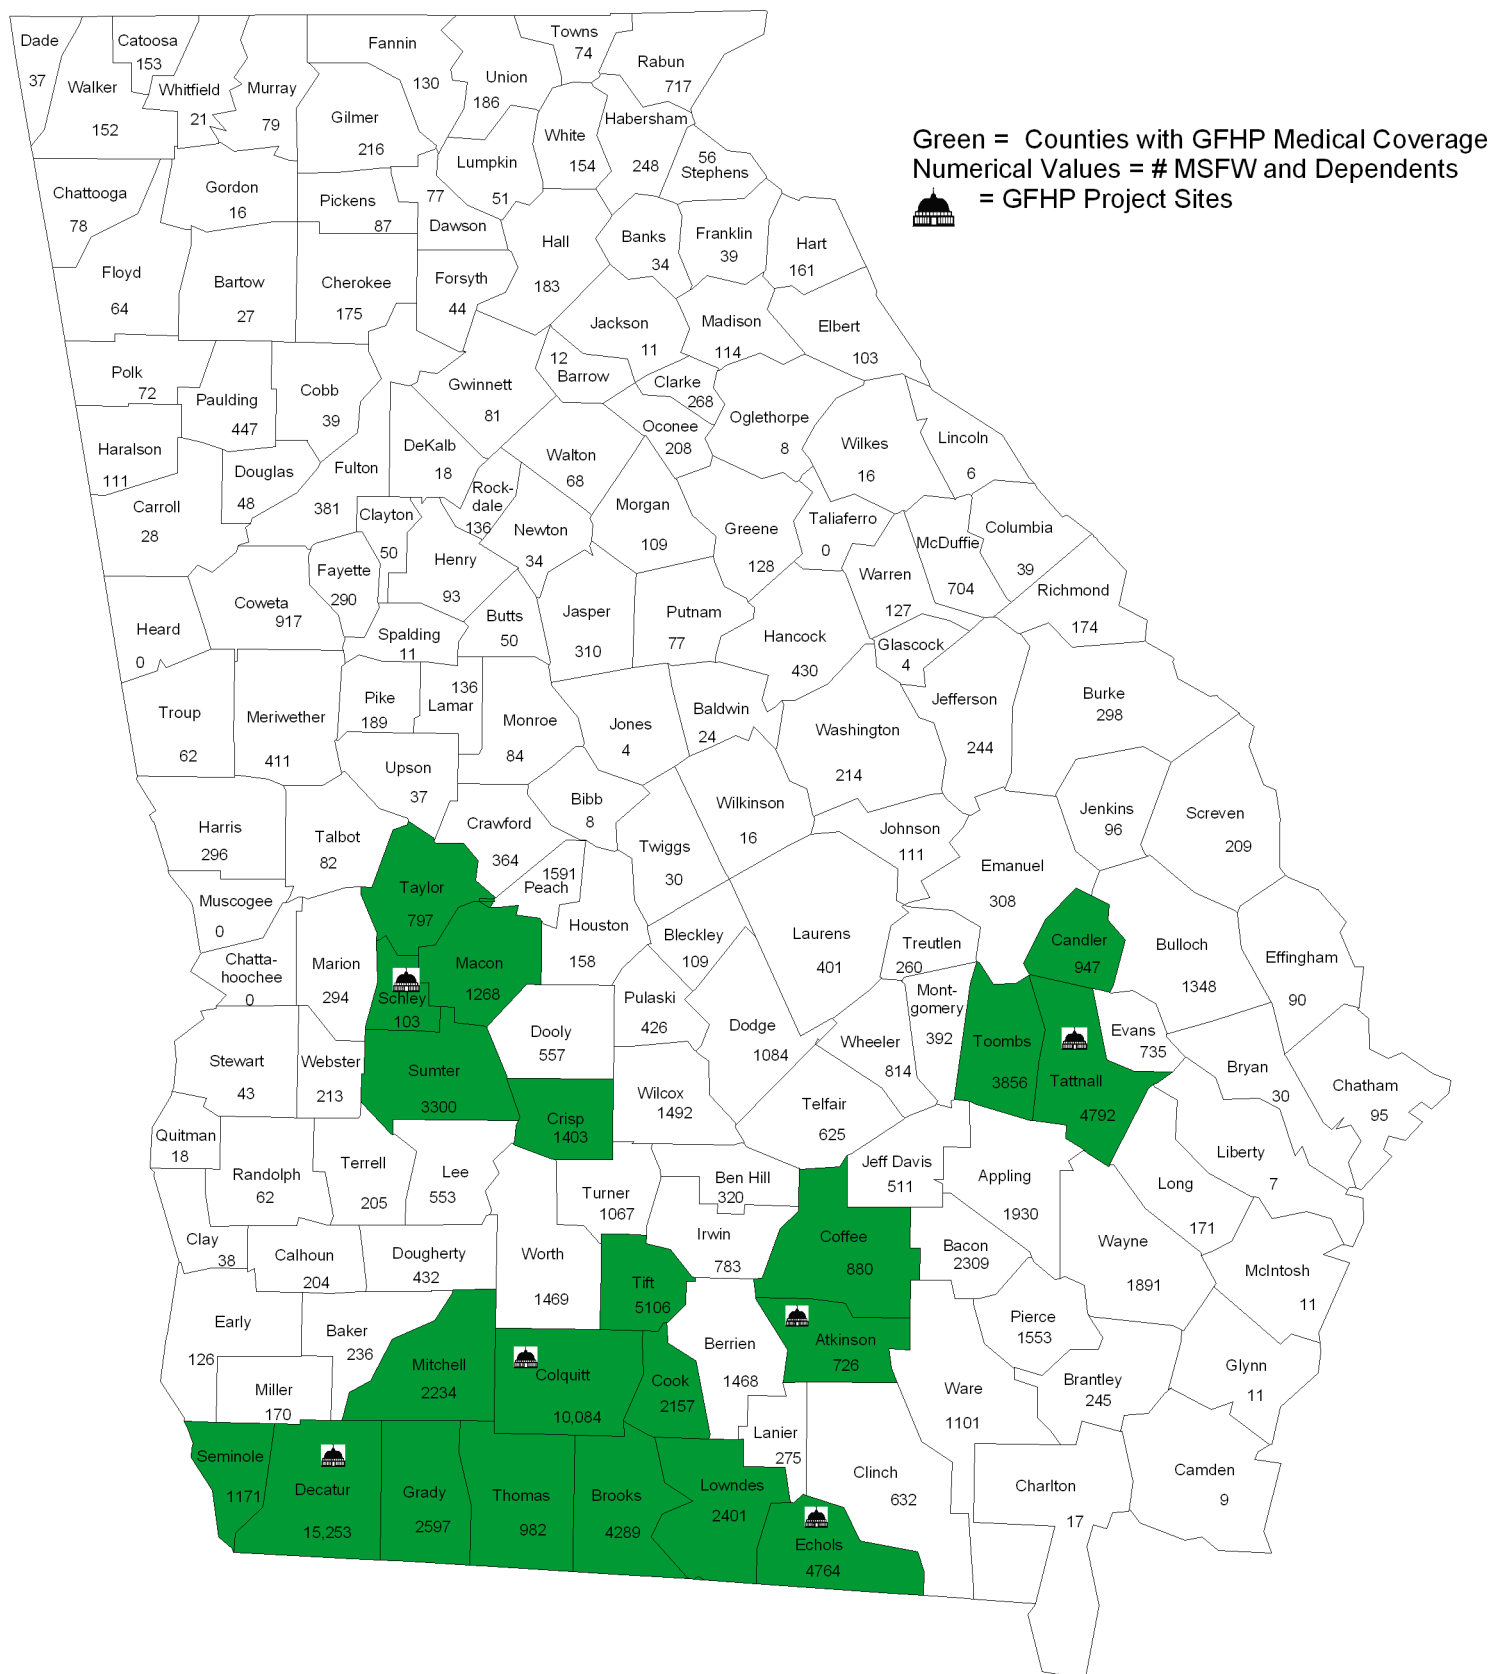 Green = Counties with GFHP Medical Coverage
Numerical Values = # MSFW and Dependents
= GFHP Project Sites
Dade
37
Catoosa
153
Walker
152
Whitfield
21
Murray
79
Fannin
130
Gilmer
216
Union
186
Towns
74
Rabun
717
White
154
Habersham
248
56
Stephens
Lumpkin
51
Chattooga
78
Gordon
16
Pickens
87
77
Dawson
Hall
183
Banks
34
Franklin
39
Hart
161
Floyd
64
Bartow
27
Cherokee
175
Forsyth
44
Jackson
11
Madison
114
Elbert
103
Polk
72
Paulding
447
Cobb
39
Gwinnett
81
12
Barrow
Clarke
268
Oconee
208
Oglethorpe
8
Wilkes
16
Lincoln
6
Haralson
111
Douglas
48
Fulton
381
DeKalb
18
Rock-
dale
136
Walton
68
Morgan
109
Greene
128
Taliaferro
0
McDuffie
704
Columbia
39
Carroll
28
Clayton
50
Newton
34
Henry
93
Fayette
290
Warren
127
Richmond
174
Coweta
917
Heard
0
Spalding
11
Butts
50
Jasper
310
Putnam
77
Hancock
430
Glascock
4
Jefferson
244
Burke
298
Troup
62
Meriwether
411
Pike
189
136
Lamar
Monroe
84
Jones
4
Baldwin
24
Washington
214
Upson
37
Bibb
8
Wilkinson
16
Jenkins
96
Screven
209
Harris
296
Talbot
82
Crawford
364
1591
Peach
Twiggs
30
Johnson
111
Emanuel
308
Taylor
797
Muscogee
0
Houston
158
Bleckley
109
Laurens
401
Treutlen
260
Candler
947
Bulloch
1348
Effingham
90
Chatta-
hoochee
0
Marion
294
Schley
103
Macon
1268
Pulaski
426
Dodge
1084
Mont-
gomery
392
Toombs
3856
Tattnall
4792
Evans
735
Stewart
43
Webster
213
Sumter
3300
Dooly
557
Wheeler
814
Bryan
30
Chatham
95
Crisp
1403
Wilcox
1492
Telfair
625
Quitman
18
Randolph
62
Terrell
205
Lee
553
Turner
1067
Ben Hill
320
Jeff Davis
511
Appling
1930
Long
171
Liberty
7
Clay
38
Calhoun
204
Dougherty
432
Worth
1469
Irwin
783
Coffee
880
Bacon
2309
Wayne
1891
McIntosh
11
Tift
5106
Early
126
Baker
236
Mitchell
2234
Colquitt
10,084
Cook
2157
Berrien
1468
Atkinson
726
Pierce
1553
Ware
1101
Brantley
245
Glynn
11
Miller
170
Lanier
275
Clinch
632
Charlton
17
Camden
9
Seminole
1171
Decatur
15,253
Grady
2597
Thomas
982
Brooks
4289
Lowndes
2401
Echols
4764